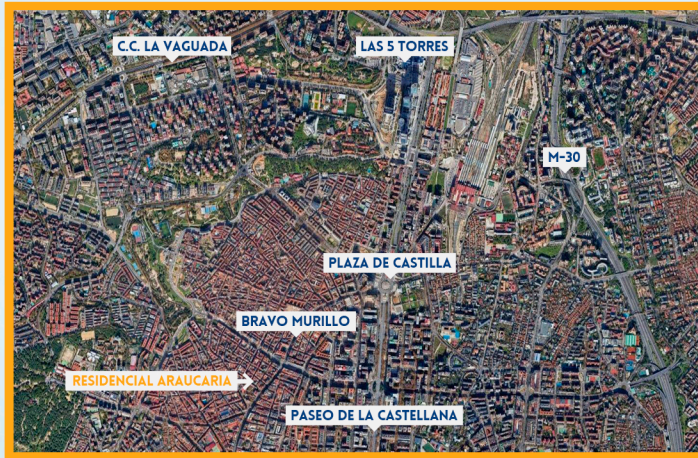 C.C. LA VAGUADA
LAS 5 TORRES
M-30
PLAZA DE CASTILLA
BRAVO MURILLO
RESIDENCIAL ARAUCARIA
PASEO DE LA CASTELLANA